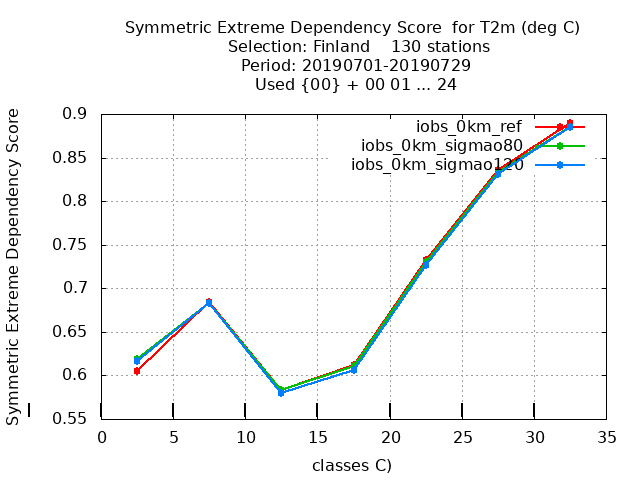 Symmetric Extreme Dependency Score for T2m (deg C)
Selection: Finland 130 stations
Period: 20190701-20190729
Used {00} + 00 01 ... 24
Symmetric Extreme Dependency Score
0.9
0.85
0.8
0.75
0.7
0.65
0.6
0.55
iobs_0km_ref
iobs_0km_sigmao80
iobs_0km_sigmao120
0 5 10 15 20 25 30 35
classes C)